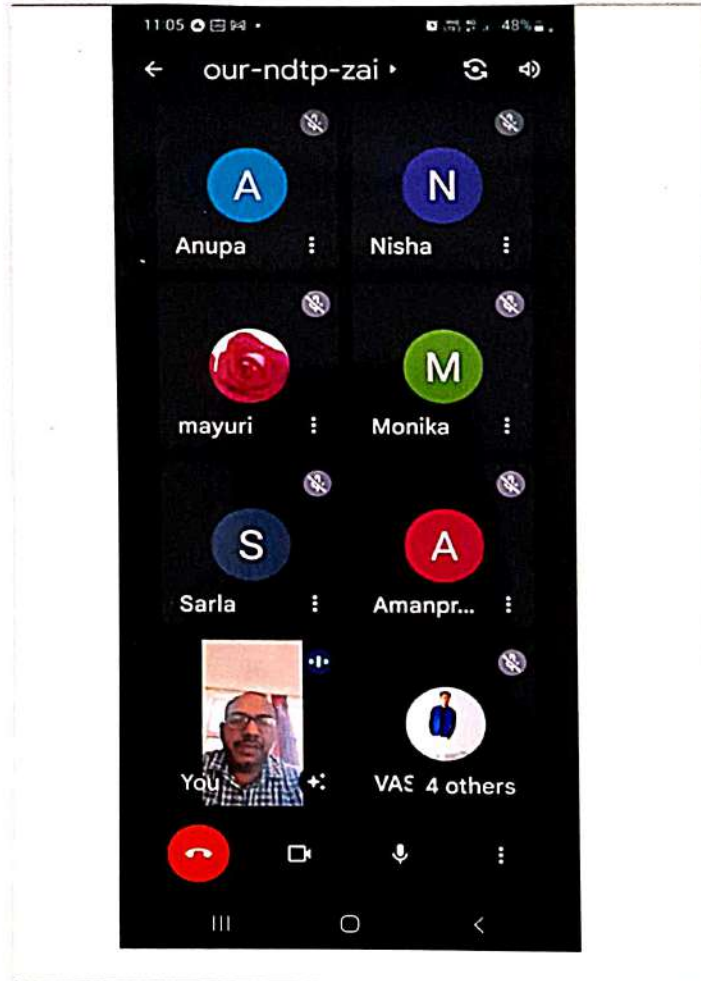 11:05
48%
our-ndtp-zai
A
N
Anupa
Nisha
M
mayuri
Monika
S
A
Sarla
Amanpr...
You
VAS 4 others